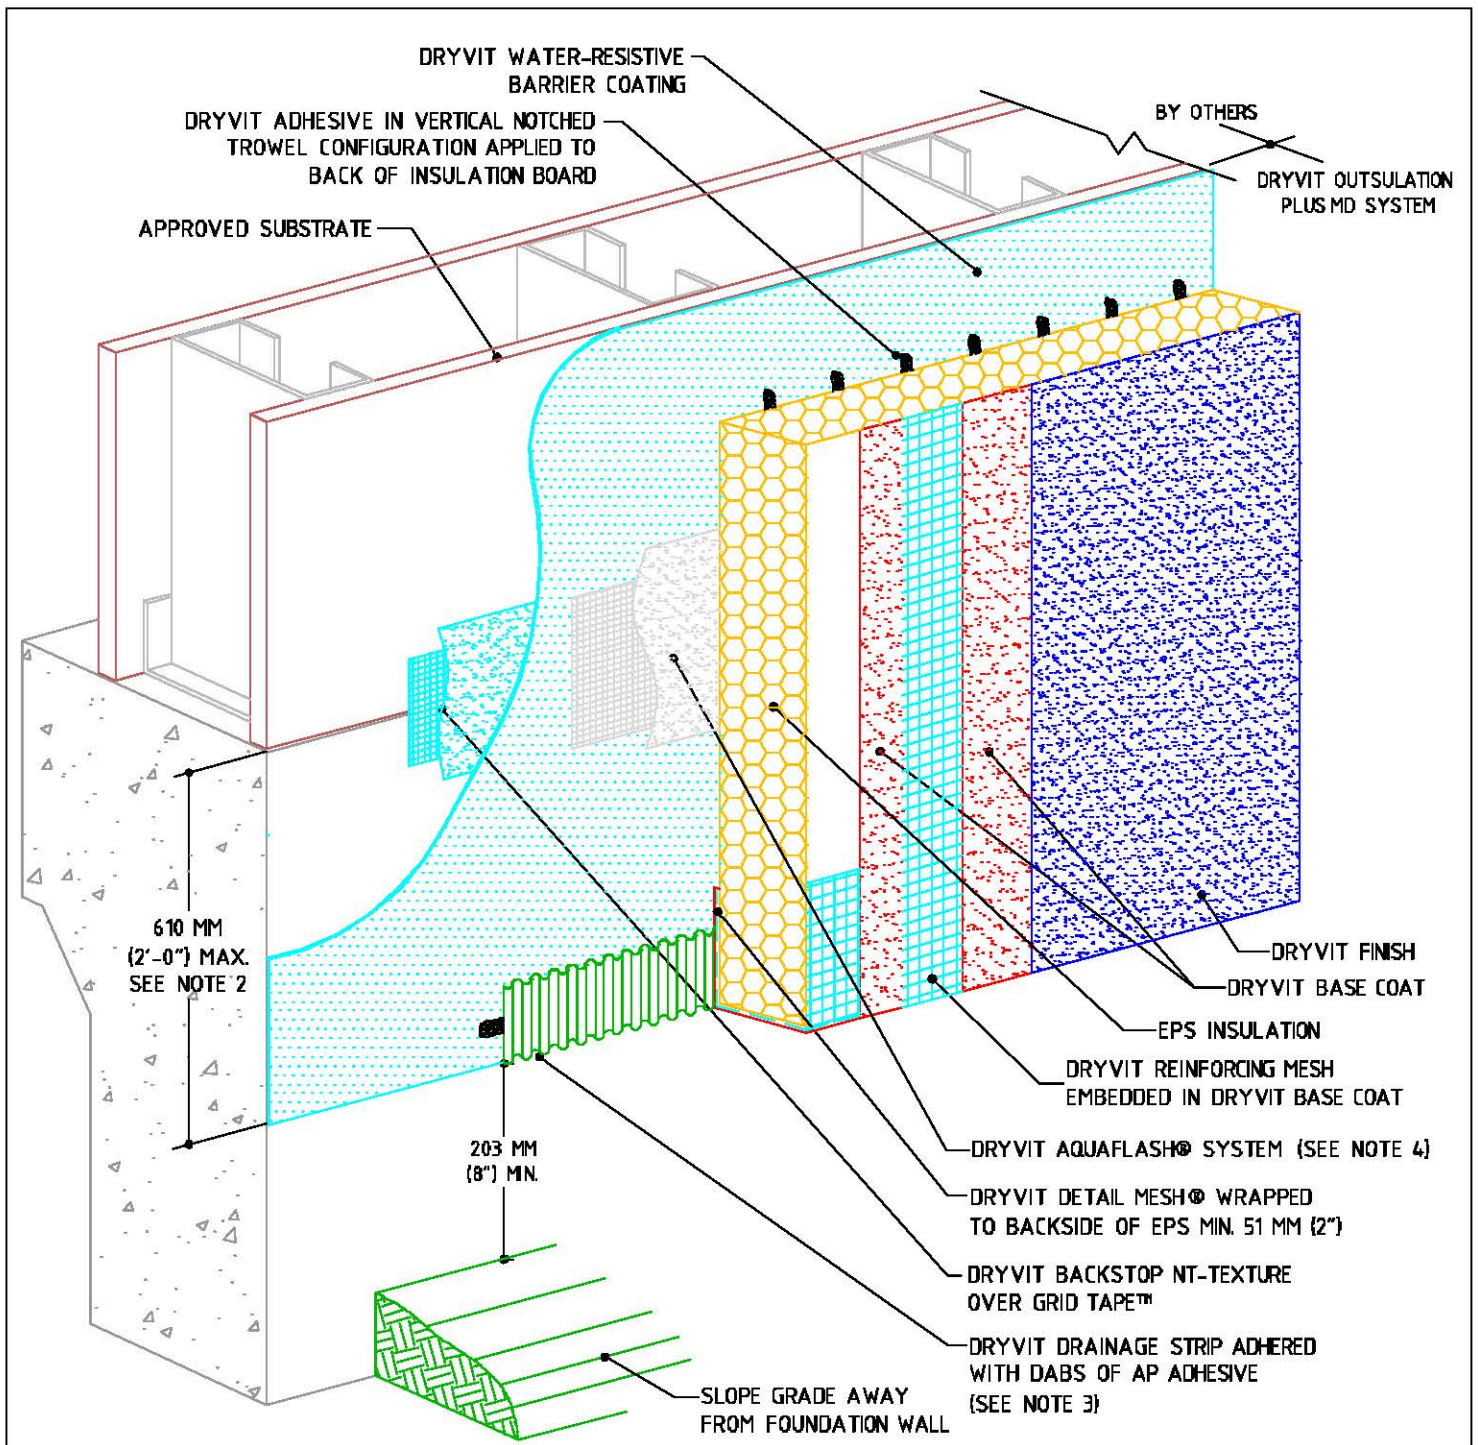 DRYVIT WATER-RESISTIVE
BARRIER COATING
DRYVIT ADHESIVE IN VERTICAL NOTCHED
TROWEL CONFIGURATION APPLIED TO
BACK OF INSULATION BOARD
APPROVED SUBSTRATE
BY OTHERS
DRYVIT OUTSULATION
PLUS MD SYSTEM
610 MM
(2'-0") MAX.
SEE NOTE 2
203 MM
(8") MIN.
DRYVIT FINISH
DRYVIT BASE COAT
EPS INSULATION
DRYVIT REINFORCING MESH
EMBEDDED IN DRYVIT BASE COAT
DRYVIT AQUAFLASH® SYSTEM (SEE NOTE 4)
DRYVIT DETAIL MESH® WRAPPED
TO BACKSIDE OF EPS MIN. 51 MM (2")
DRYVIT BACKSTOP NT-TEXTURE
OVER GRID TAPE™
DRYVIT DRAINAGE STRIP ADHERED
WITH DABS OF AP ADHESIVE
(SEE NOTE 3)
SLOPE GRADE AWAY
FROM FOUNDATION WALL